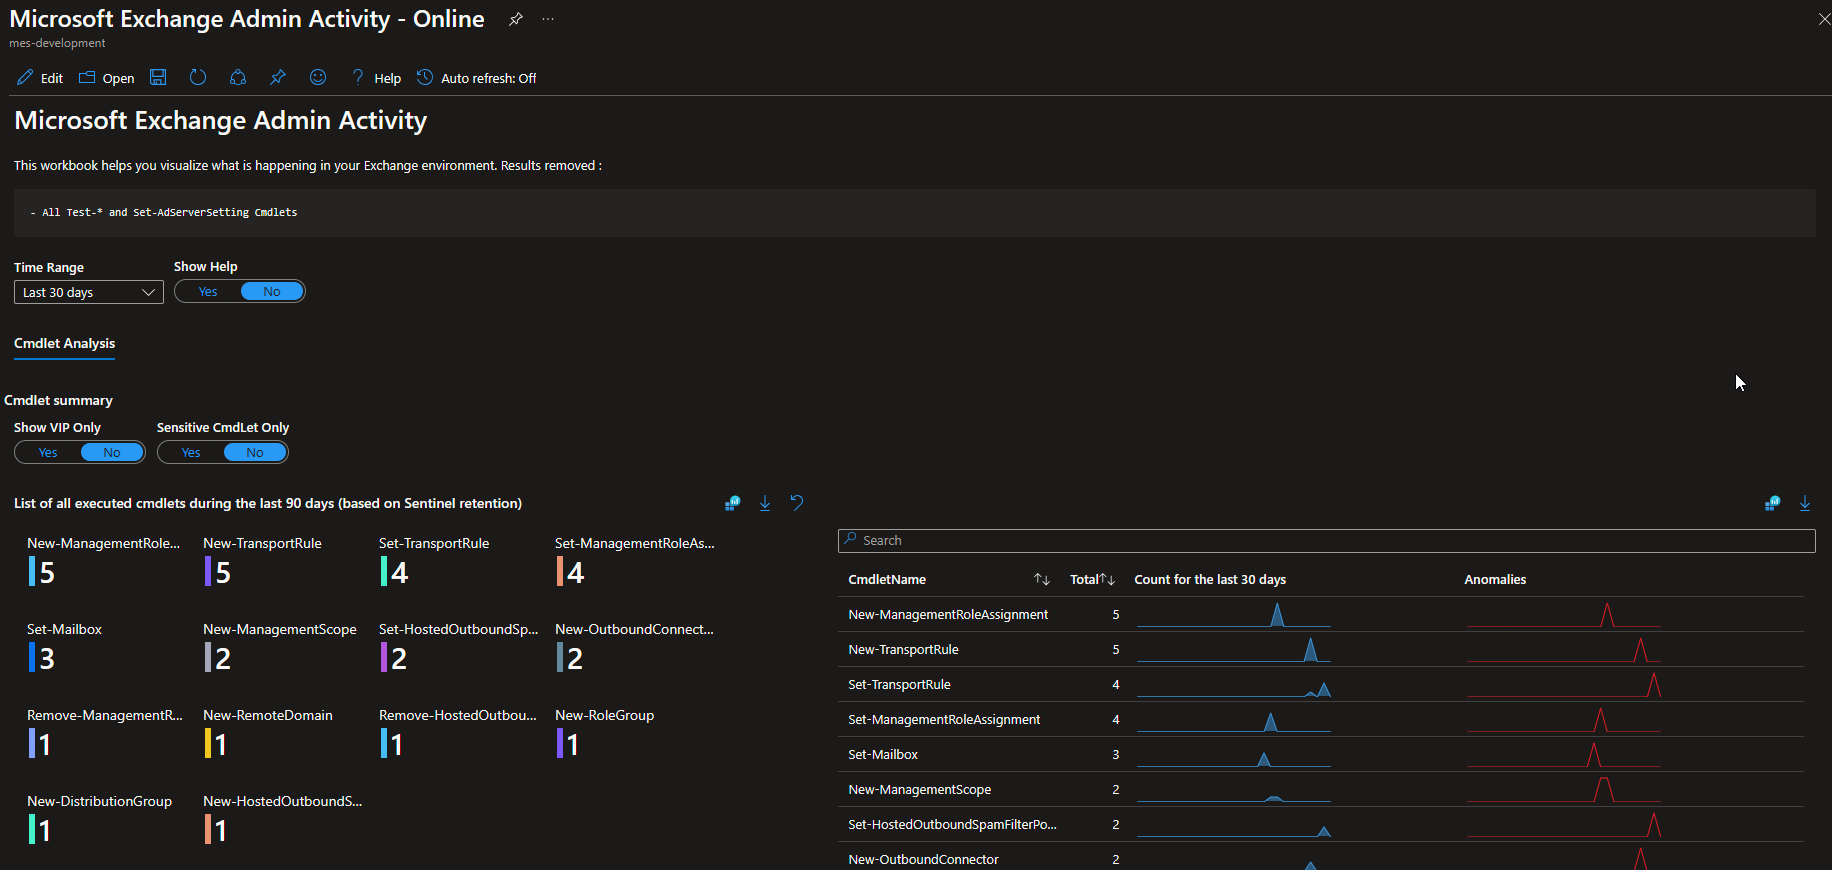 Microsoft Exchange Admin Activity - Online
mes-development
Edit Open Help Auto refresh: Off
Microsoft Exchange Admin Activity
This workbook helps you visualize what is happening in your Exchange environment. Results removed :
- All Test-* and Set-AdServerSetting Cmdlets
Time Range Show Help
Last 30 days Yes No
Cmdlet Analysis
Cmdlet summary
Show VIP Only Sensitive CmdLet Only
Yes No Yes No
List of all executed cmdlets during the last 90 days (based on Sentinel retention)
New-ManagementRole... New-TransportRule Set-TransportRule Set-ManagementRoleAs...
5 5 4 4
Set-Mailbox New-ManagementScope Set-HostedOutboundSp... New-OutboundConnect...
3 2 2 2
Remove-ManagementR... New-RemoteDomain Remove-HostedOutbou... New-RoleGroup
1 1 1 1
New-DistributionGroup New-HostedOutboundS...
1 1
Search
CmdletName Total Count for the last 30 days Anomalies
New-ManagementRoleAssignment 5
New-TransportRule 5
Set-TransportRule 4
Set-ManagementRoleAssignment 4
Set-Mailbox 3
New-ManagementScope 2
Set-HostedOutboundSpamFilterPo... 2
New-OutboundConnector 2